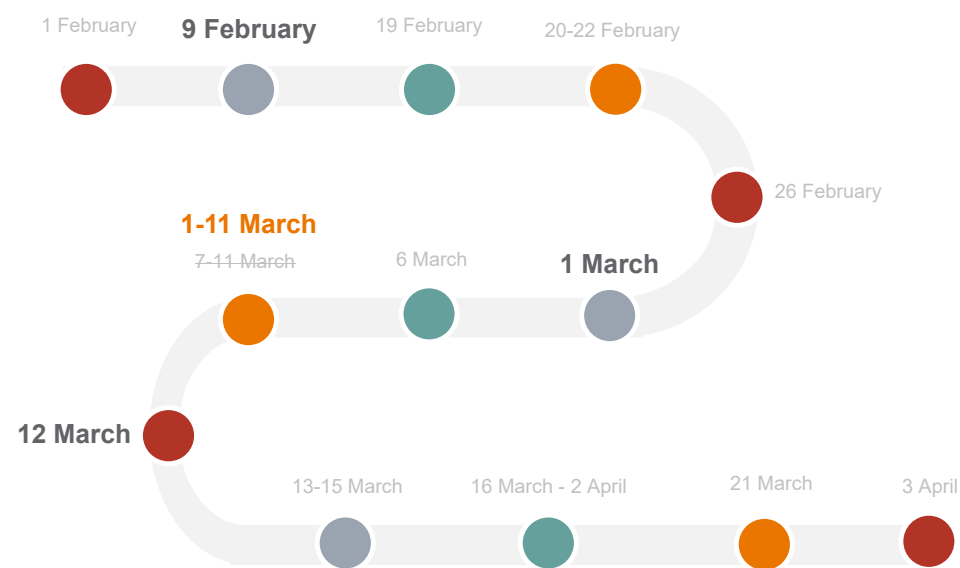 1 February
9 February
19 February
20-22 February
26 February
1 March
6 March
1-11 March
7-11 March
12 March
13-15 March
16 March - 2 April
21 March
3 April